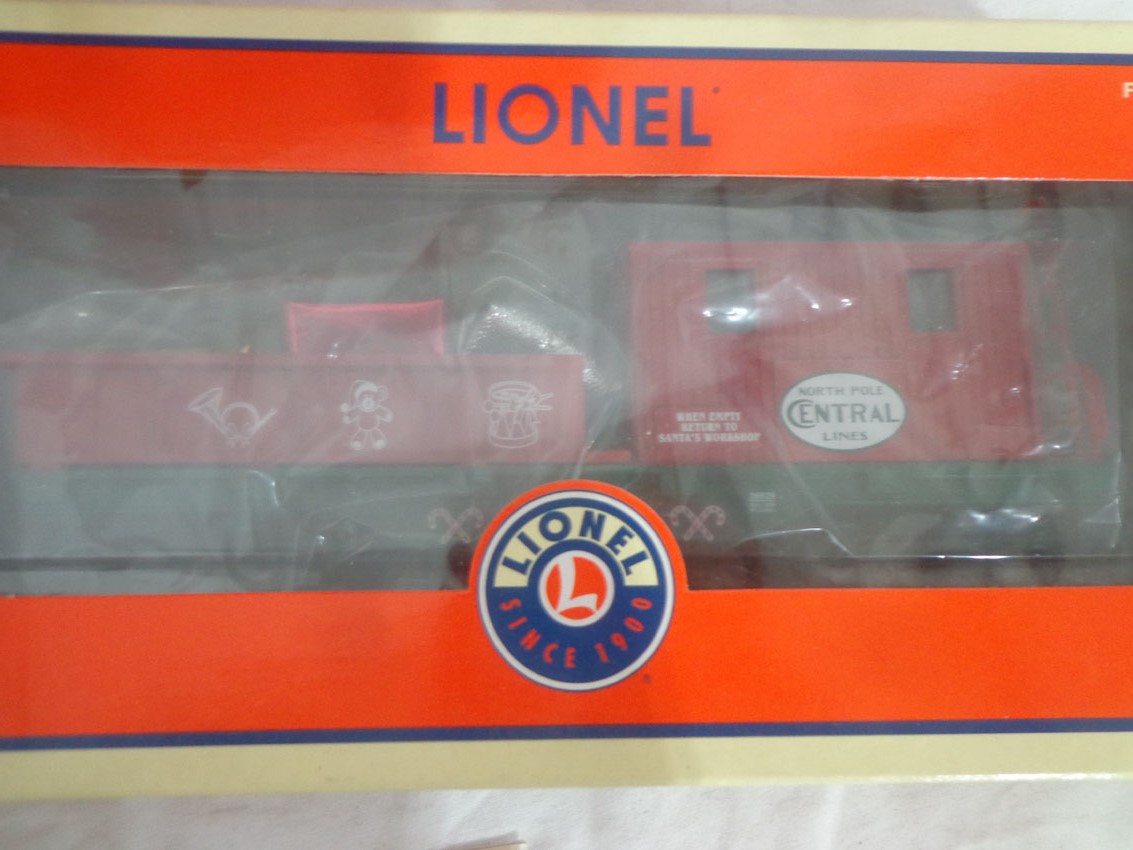 LIONEL
F
NORTH POLE
CENTRAL
LINES
WHEN EMPTY
RETURN TO
SANTA'S WORKSHOP
LIONEL
L
SINCE 1900